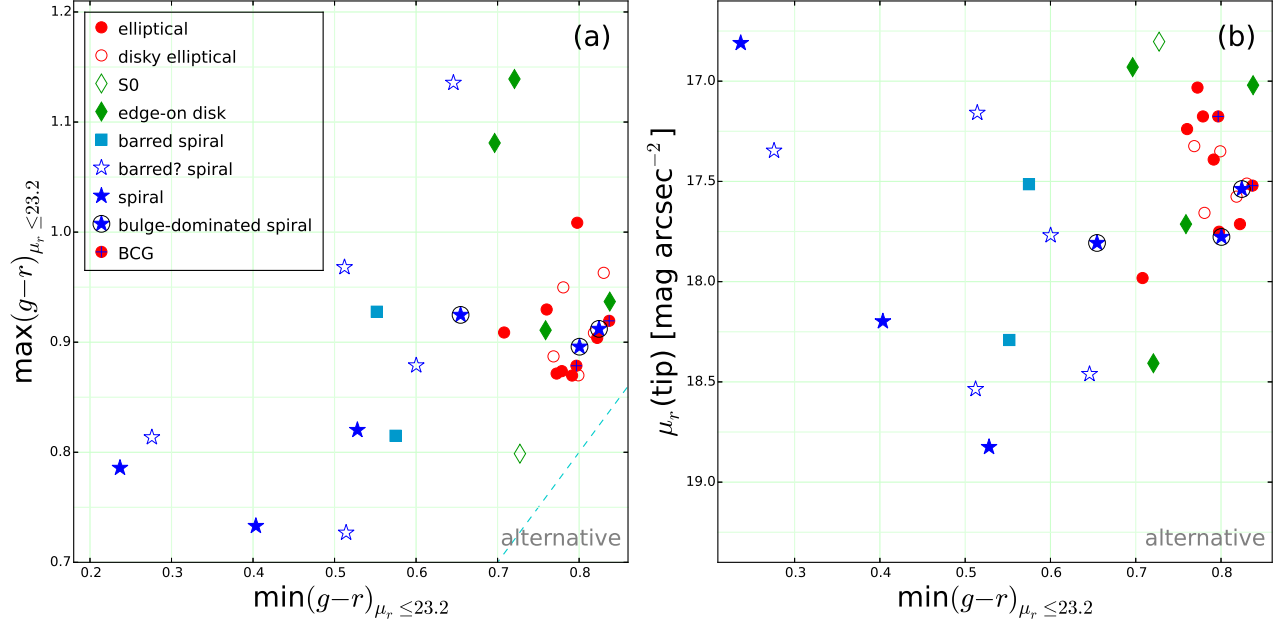 (a)
elliptical
disky elliptical
S0
edge-on disk
barred spiral
barred? spiral
spiral
bulge-dominated spiral
BCG
1.2
1.1
1.0
0.9
0.8
0.7
max(g−r)μr ≤23.2
0.2 0.3 0.4 0.5 0.6 0.7 0.8
min(g−r)μr ≤23.2
alternative
(b)
17.0
17.5
18.0
18.5
19.0
μr(tip) [mag arcsec−2]
0.3 0.4 0.5 0.6 0.7 0.8
min(g−r)μr ≤23.2
alternative